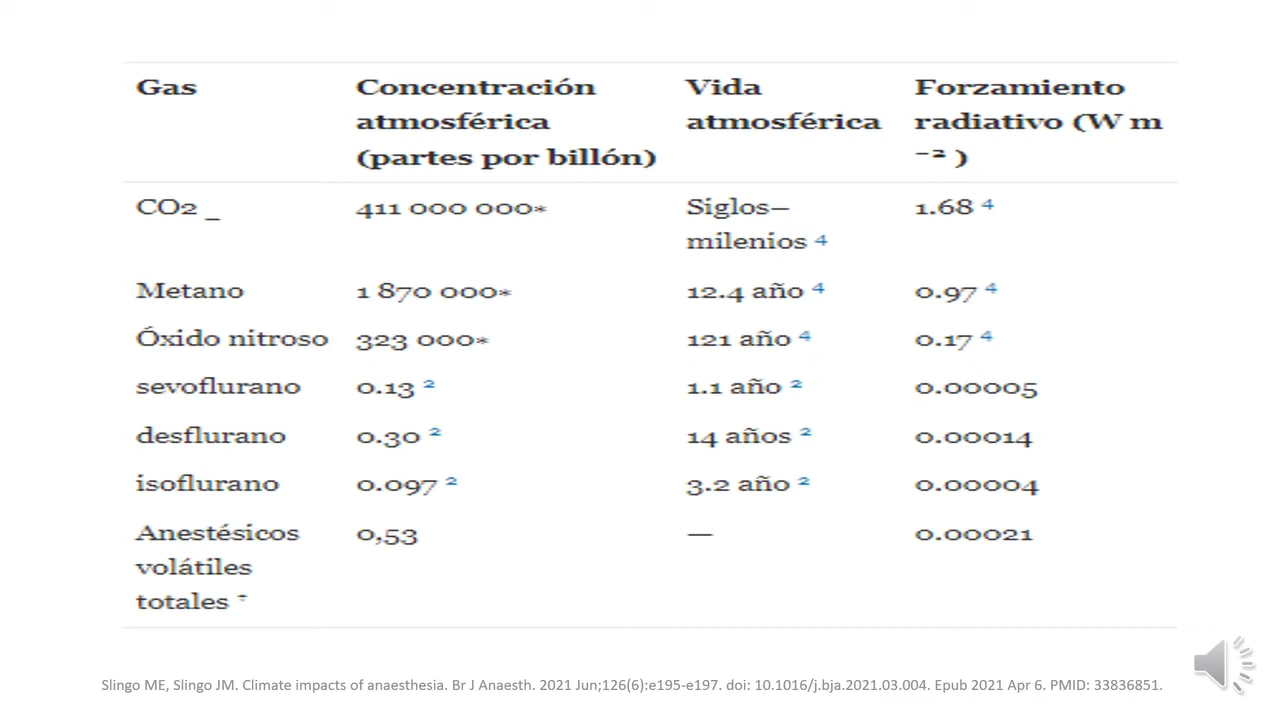 Gas Concentración Vida Forzamiento
atmosférica atmosférica radiativo (W m
(partes por billón) ⁻² )
CO2 _ 411 000 000* Siglos— 1.68 ⁴
milenios ⁴
Metano 1 870 000* 12.4 año ⁴ 0.97 ⁴
Óxido nitroso 323 000* 121 año ⁴ 0.17 ⁴
sevoflurano 0.13 ² 1.1 año ² 0.00005
desflurano 0.30 ² 14 años ² 0.00014
isoflurano 0.097 ² 3.2 año ² 0.00004
Anestésicos 0,53 — 0.00021
volátiles
totales
Slingo ME, Slingo JM. Climate impacts of anaesthesia. Br J Anaesth. 2021 Jun;126(6):e195-e197. doi: 10.1016/j.bja.2021.03.004. Epub 2021 Apr 6. PMID: 33836851.